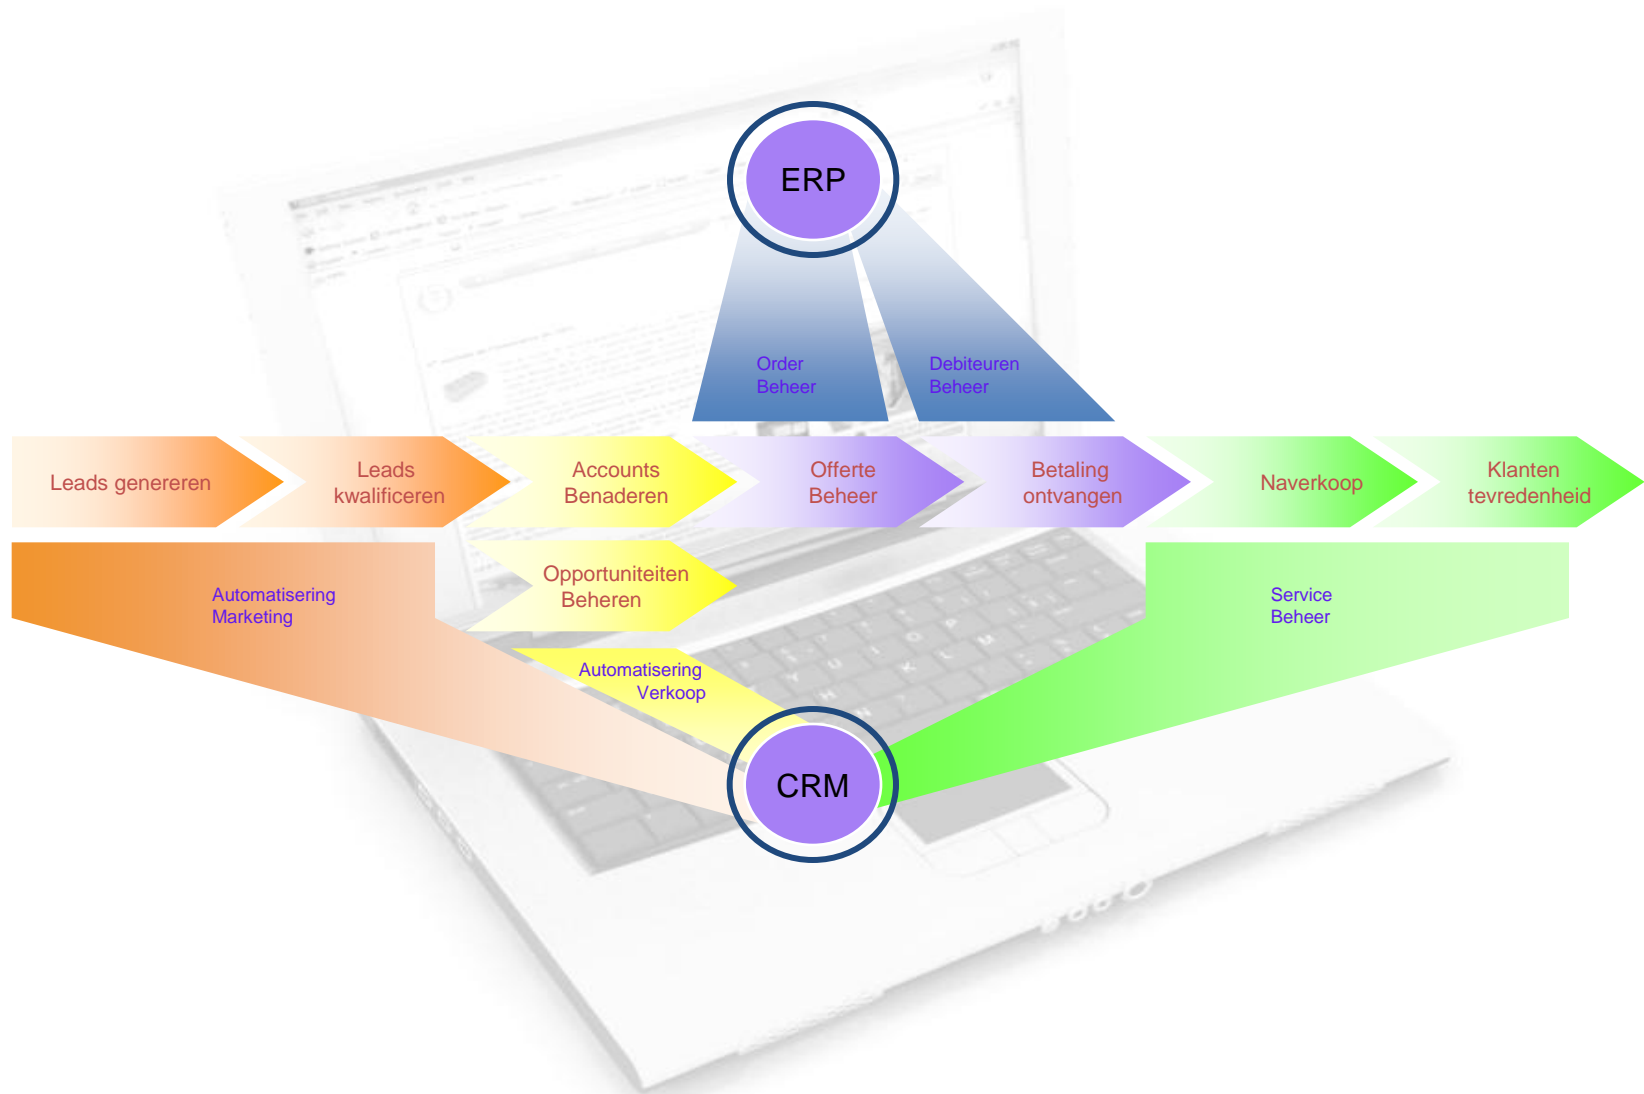 ERP
Order
Beheer
Debiteuren
Beheer
Leads genereren
Leads
kwalificeren
Accounts
Benaderen
Offerte
Beheer
Betaling
ontvangen
Naverkoop
Klanten
tevredenheid
Opportuniteiten
Beheren
Automatisering
Marketing
Service
Beheer
Automatisering
Verkoop
CRM